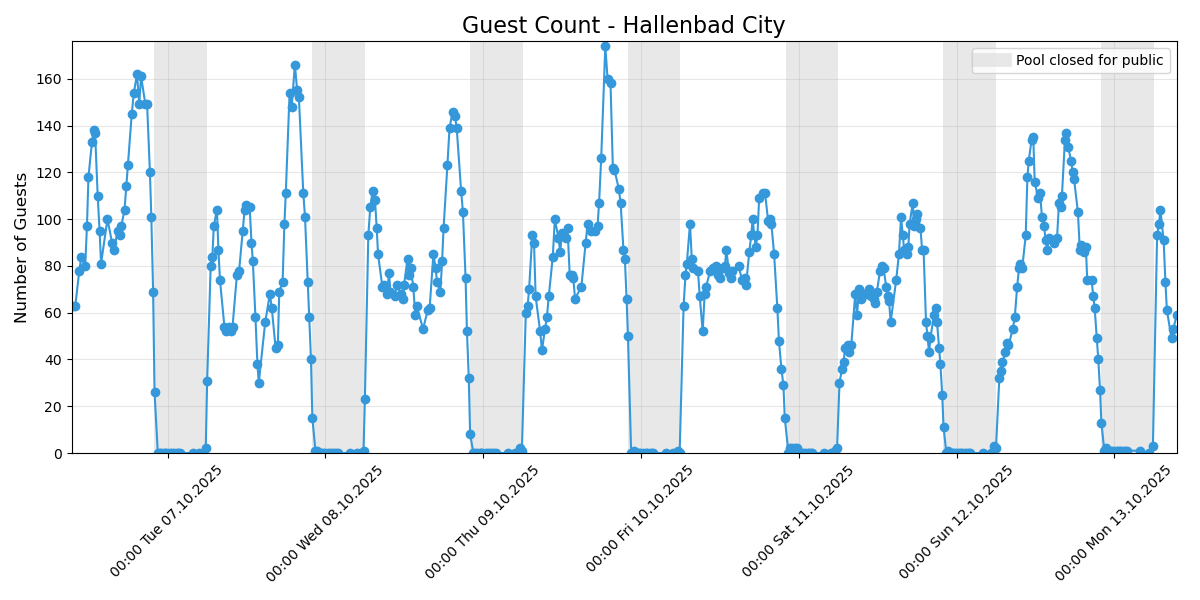 Guest Count - Hallenbad City
Number of Guests
160
140
120
100
80
60
40
20
0
Pool closed for public
00:00 Tue 07.10.2025
00:00 Wed 08.10.2025
00:00 Thu 09.10.2025
00:00 Fri 10.10.2025
00:00 Sat 11.10.2025
00:00 Sun 12.10.2025
00:00 Mon 13.10.2025